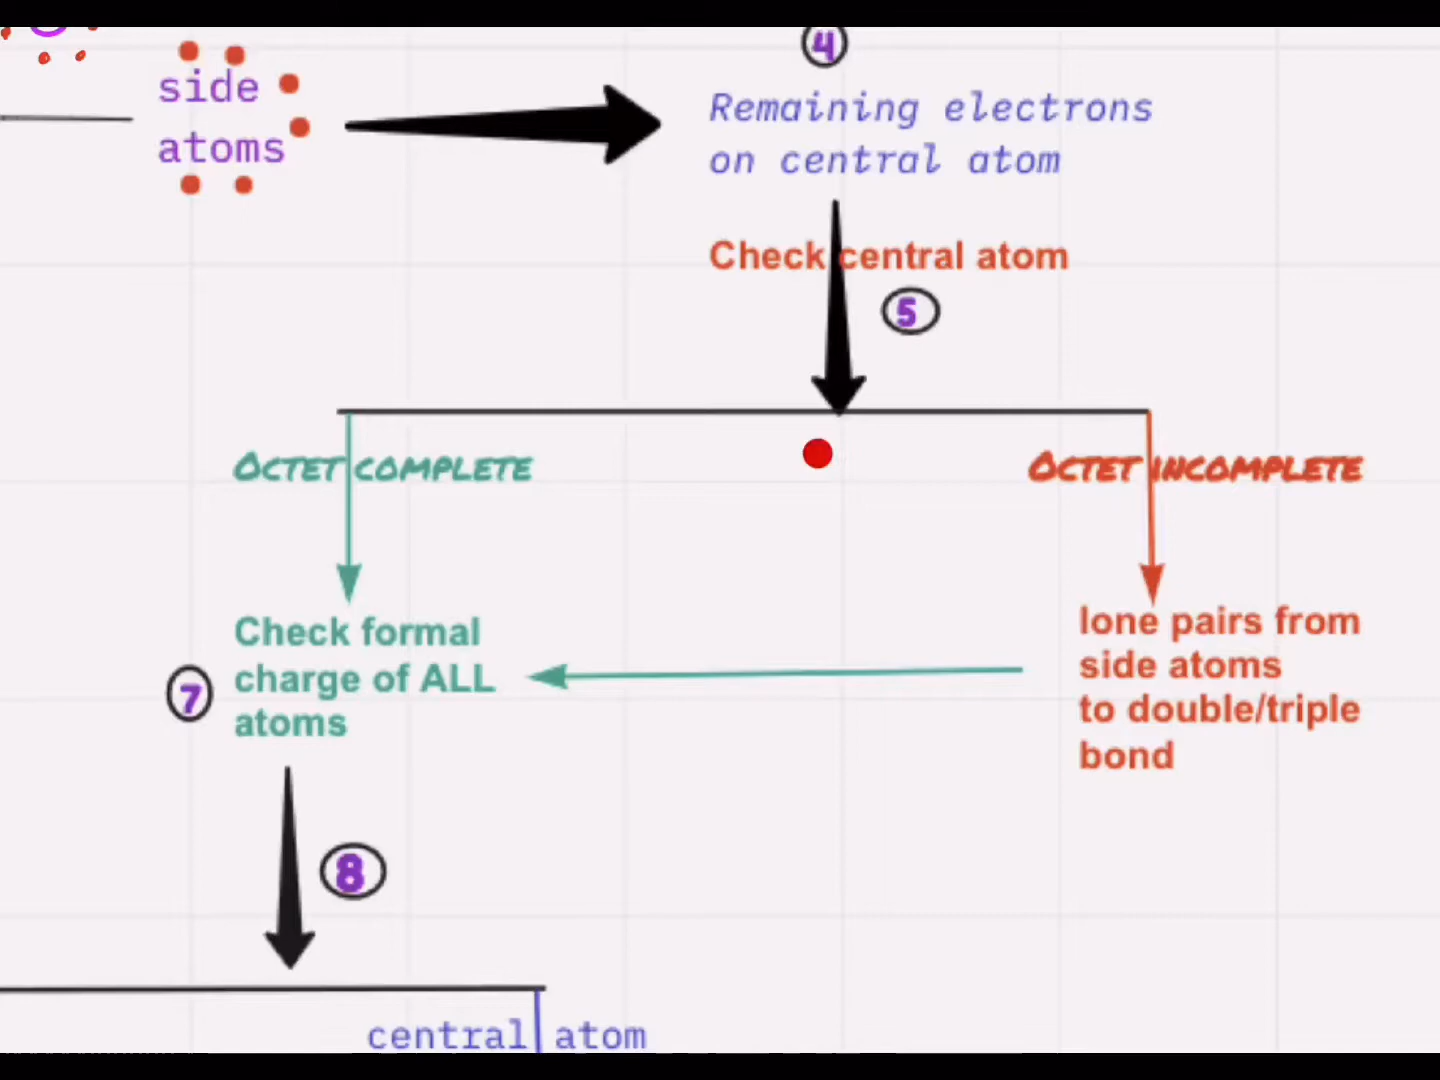 4
side
atoms
Remaining electrons
on central atom
Check central atom
5
Octet complete
Octet incomplete
Check formal
charge of ALL
atoms
7
lone pairs from
side atoms
to double/triple
bond
8
central atom